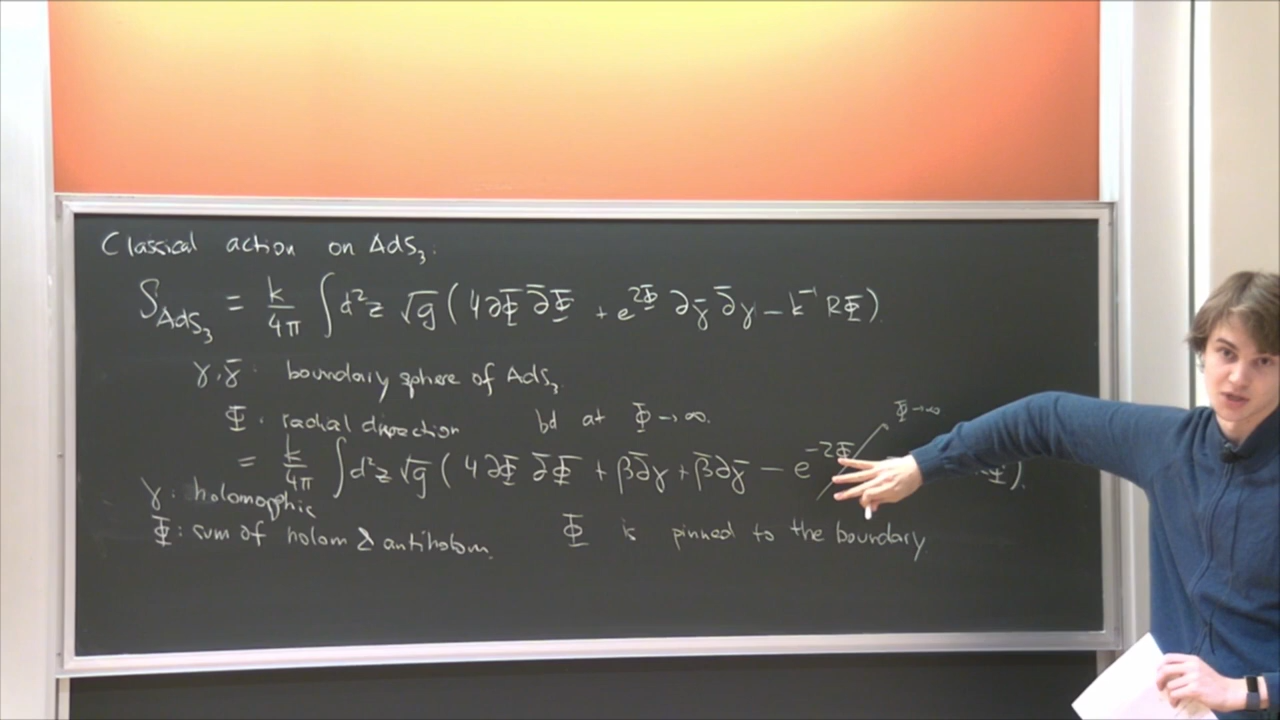 Classical action on AdS₃:
S_AdS₃ = k/4π ∫ d²z √g ( 4∂Φ ∂̄Φ + e^{2Φ} ∂γ̄ ∂̄γ − k⁻¹ RΦ ).
γ, γ̄ : boundary sphere of AdS₃
Φ : radial direction bd at Φ → ∞.
Φ → ∞
= k/4π ∫ d²z √g ( 4∂Φ ∂̄Φ + β∂̄γ + β̄∂γ̄ − e^{−2Φ} Φ ).
γ : holomorphic
Φ : sum of holom & antiholom. Φ is pinned to the boundary